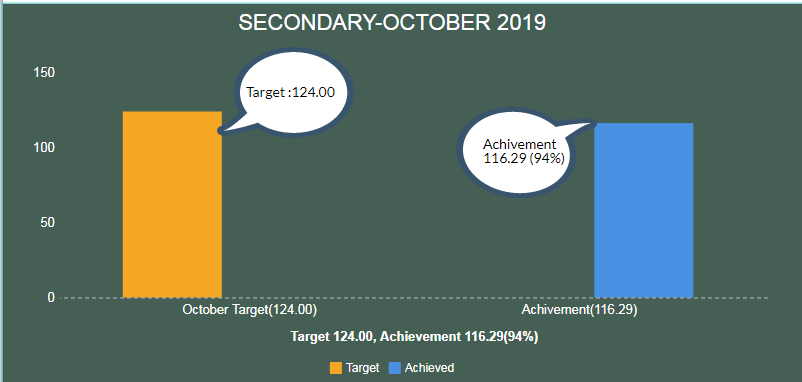 SECONDARY-OCTOBER 2019
150
Target :124.00
Achivement
116.29 (94%)
100
50
0
October Target(124.00)
Achivement(116.29)
Target 124.00, Achievement 116.29(94%)
Target
Achieved